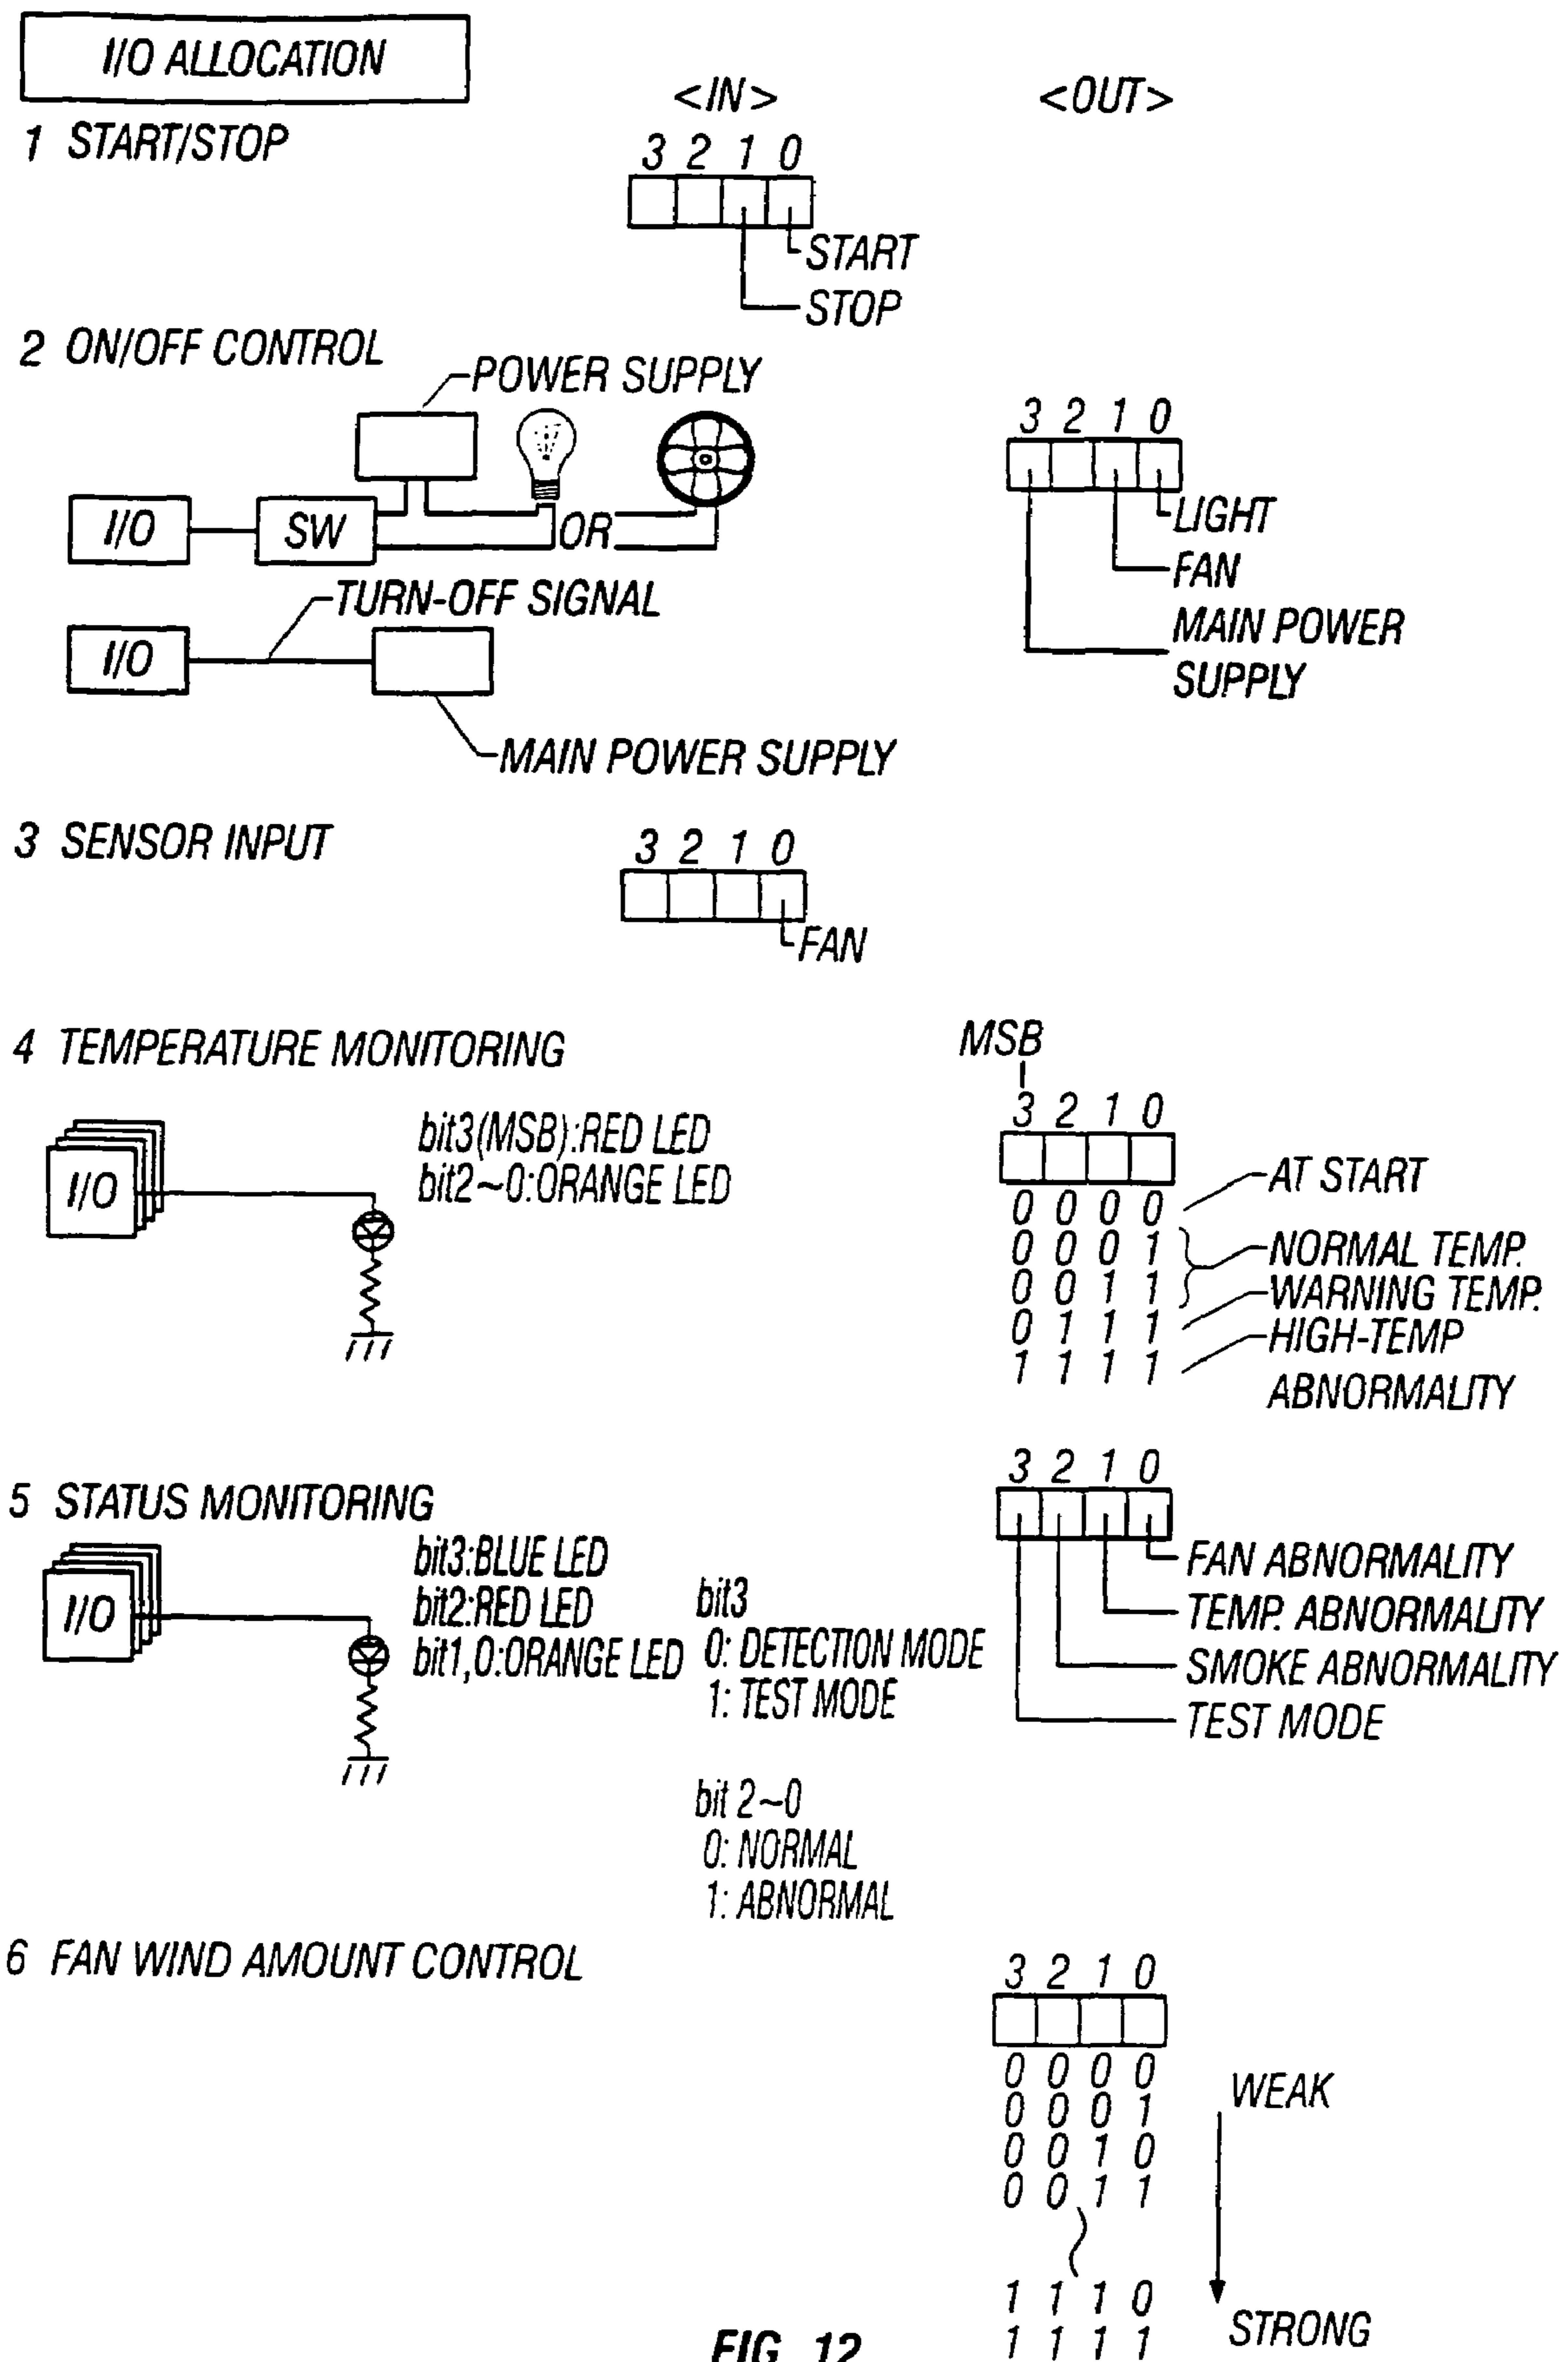 I/O ALLOCATION
<IN>
<OUT>
1 START/STOP
3 2 1 0
START
STOP
2 ON/OFF CONTROL
POWER SUPPLY
I/O
SW
OR
TURN-OFF SIGNAL
I/O
MAIN POWER SUPPLY
3 2 1 0
LIGHT
FAN
MAIN POWER
SUPPLY
3 SENSOR INPUT
3 2 1 0
FAN
4 TEMPERATURE MONITORING
I/O
bit3(MSB):RED LED
bit2~0:ORANGE LED
MSB
3 2 1 0
0 0 0 0
0 0 0 1
0 0 1 1
0 1 1 1
1 1 1 1
AT START
NORMAL TEMP.
WARNING TEMP.
HIGH-TEMP
ABNORMALITY
5 STATUS MONITORING
I/O
bit3:BLUE LED
bit2:RED LED
bit1,0:ORANGE LED
bit3
0: DETECTION MODE
1: TEST MODE
bit 2~0
0: NORMAL
1: ABNORMAL
3 2 1 0
FAN ABNORMALITY
TEMP. ABNORMALITY
SMOKE ABNORMALITY
TEST MODE
6 FAN WIND AMOUNT CONTROL
3 2 1 0
0 0 0 0
0 0 0 1
0 0 1 0
0 0 1 1
1 1 1 0
1 1 1 1
WEAK
STRONG
FIG. 12